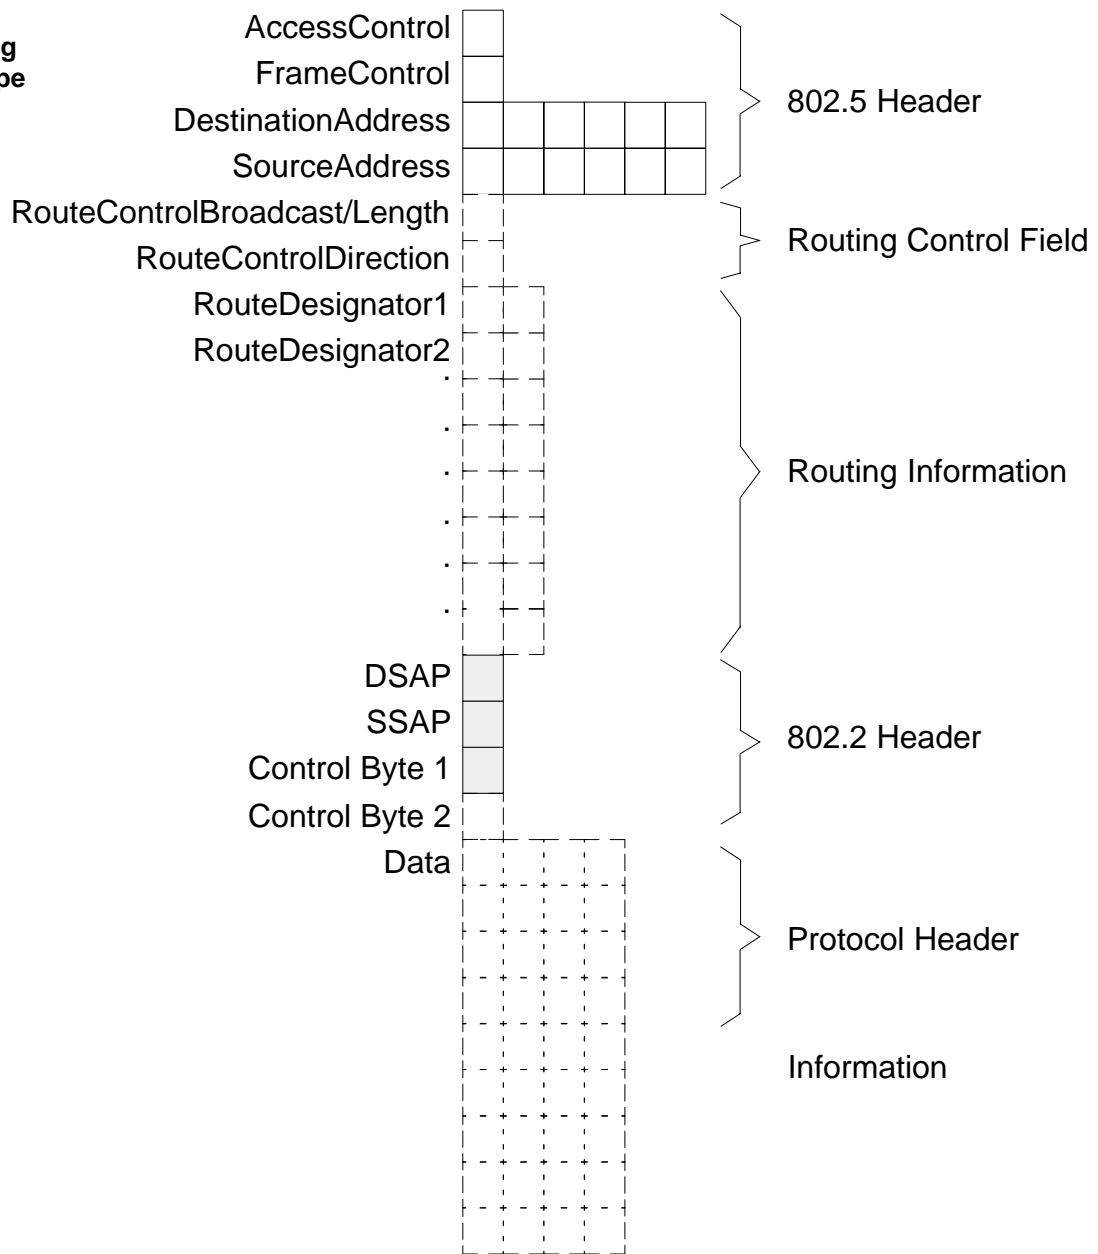 AccessControl
FrameControl
DestinationAddress
SourceAddress
802.5 Header
RouteControlBroadcast/Length
RouteControlDirection
Routing Control Field
RouteDesignator1
RouteDesignator2
.
.
.
.
.
.
Routing Information
DSAP
SSAP
Control Byte 1
Control Byte 2
802.2 Header
Data
Protocol Header
Information